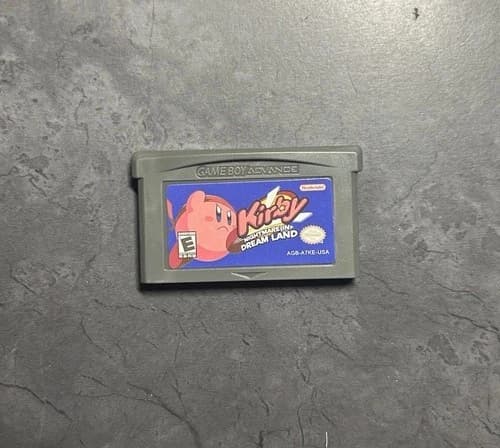 GAME BOY ADVANCE
Nintendo
Kirby
NIGHTMARE IN
DREAM LAND
E
AGB-A7KE-USA